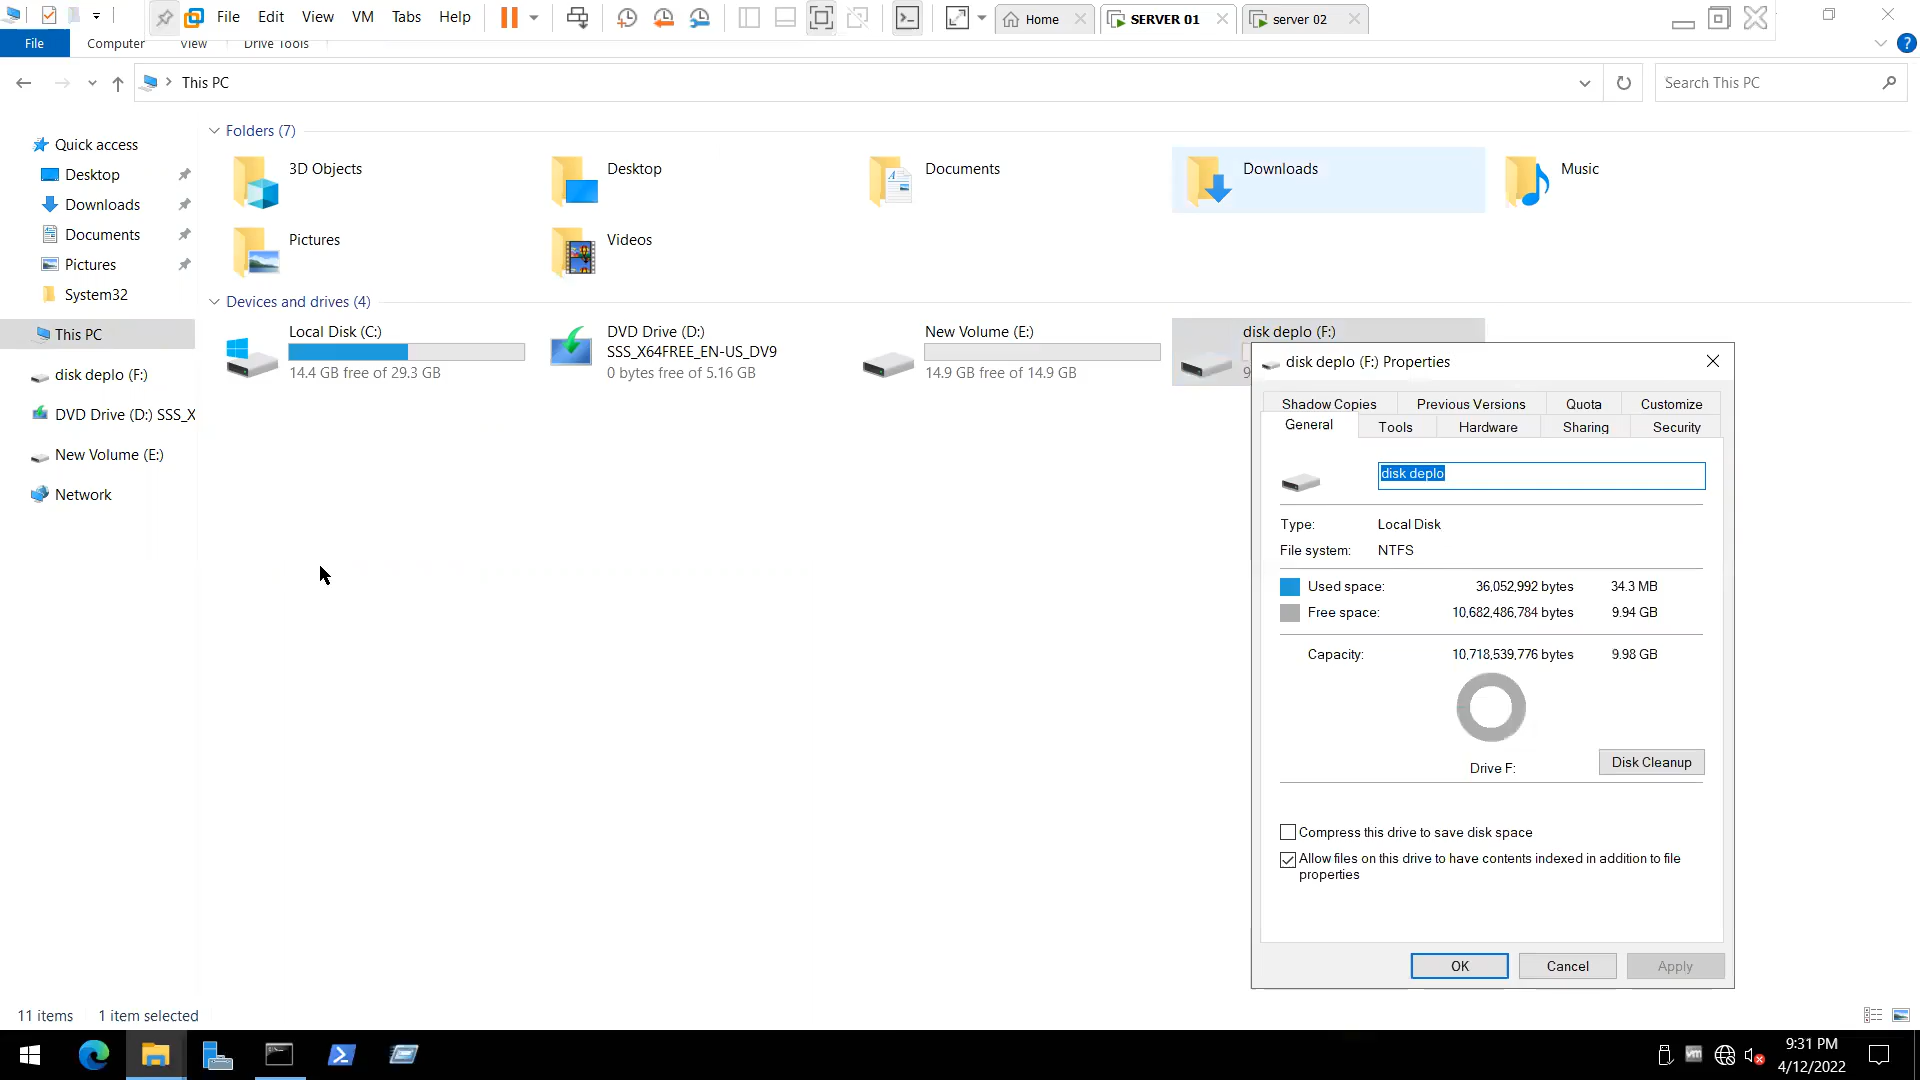 File Edit View VM Tabs Help
Home
SERVER 01
server 02
File Computer View Drive Tools
This PC
Search This PC
Quick access
Desktop
Downloads
Documents
Pictures
System32
This PC
disk deplo (F:)
DVD Drive (D:) SSS_X
New Volume (E:)
Network
Folders (7)
3D Objects
Desktop
Documents
Downloads
Music
Pictures
Videos
Devices and drives (4)
Local Disk (C:)
14.4 GB free of 29.3 GB
DVD Drive (D:)
SSS_X64FREE_EN-US_DV9
0 bytes free of 5.16 GB
New Volume (E:)
14.9 GB free of 14.9 GB
disk deplo (F:)
9
disk deplo (F:) Properties
Shadow Copies Previous Versions Quota Customize
General Tools Hardware Sharing Security
disk deplo
Type: Local Disk
File system: NTFS
Used space: 36,052,992 bytes 34.3 MB
Free space: 10,682,486,784 bytes 9.94 GB
Capacity: 10,718,539,776 bytes 9.98 GB
Drive F:
Disk Cleanup
Compress this drive to save disk space
Allow files on this drive to have contents indexed in addition to file
properties
OK Cancel Apply
11 items 1 item selected
9:31 PM
4/12/2022